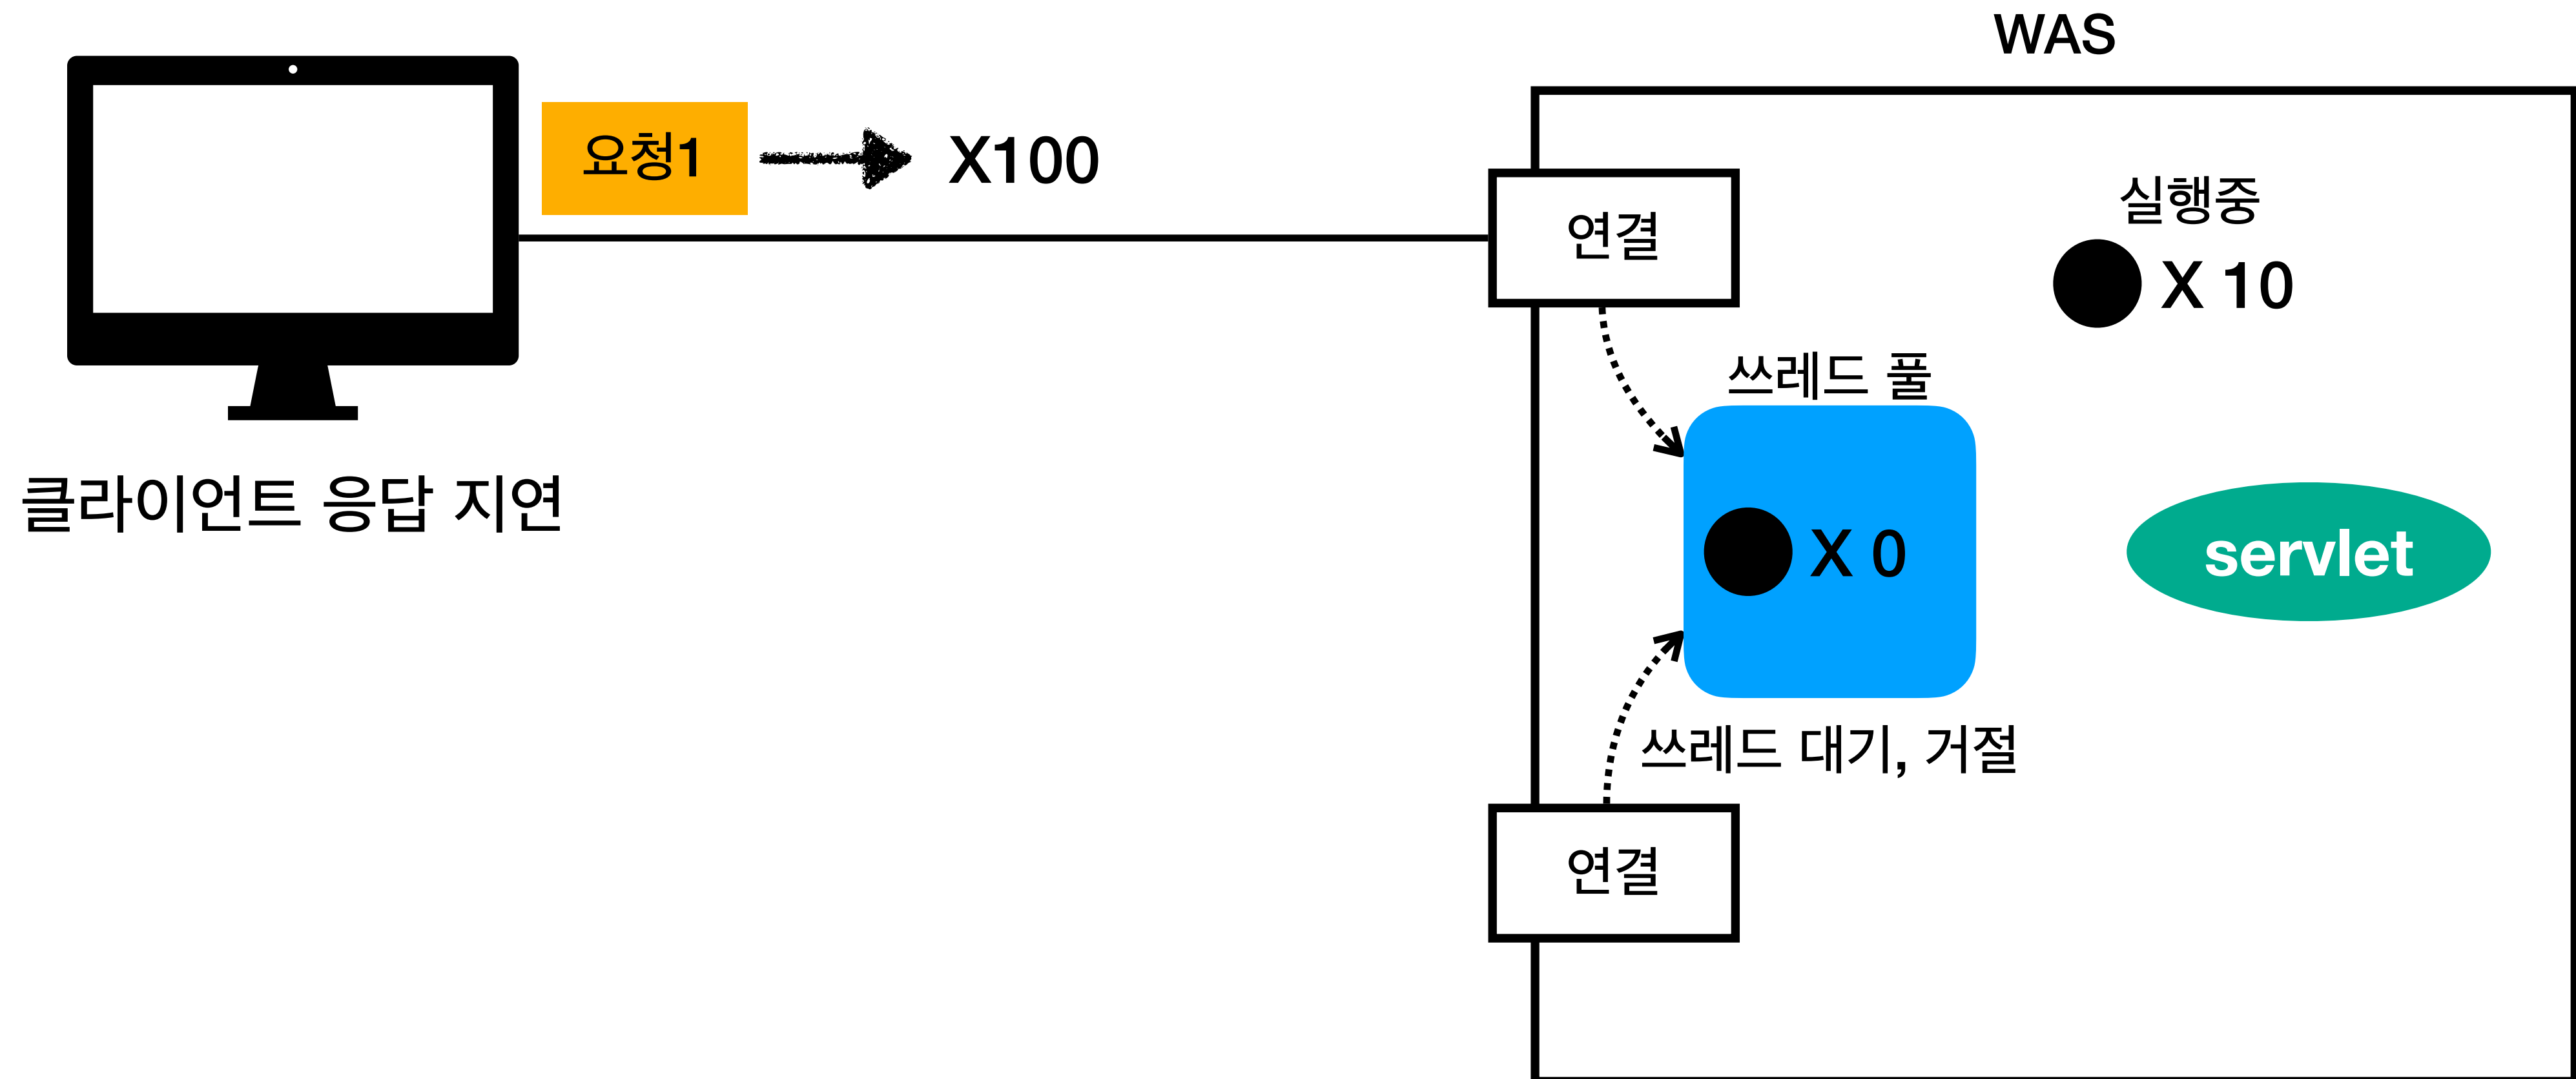 WAS
요청1
X100
연결
실행중
X 10
쓰레드 풀
클라이언트 응답 지연
X 0
servlet
쓰레드 대기, 거절
연결